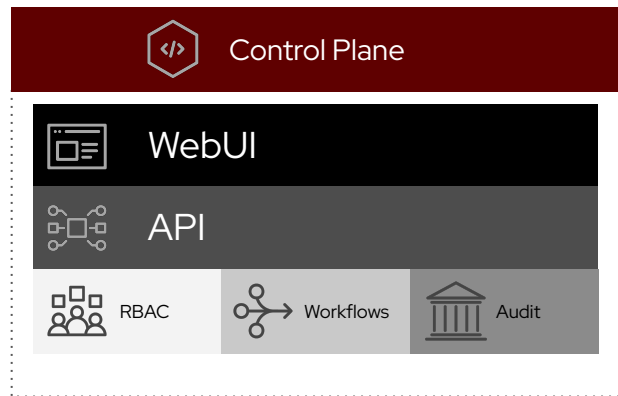 Control Plane
WebUI
API
RBAC
Workflows
Audit